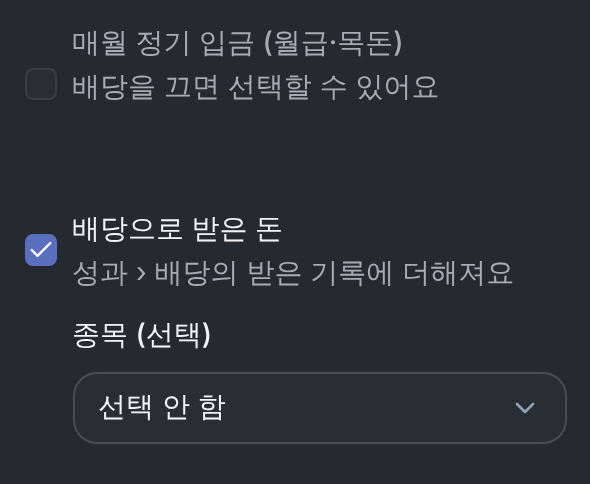 매월 정기 입금 (월급·목돈)
배당을 끄면 선택할 수 있어요
배당으로 받은 돈
성과 › 배당의 받은 기록에 더해져요
종목 (선택)
선택 안 함